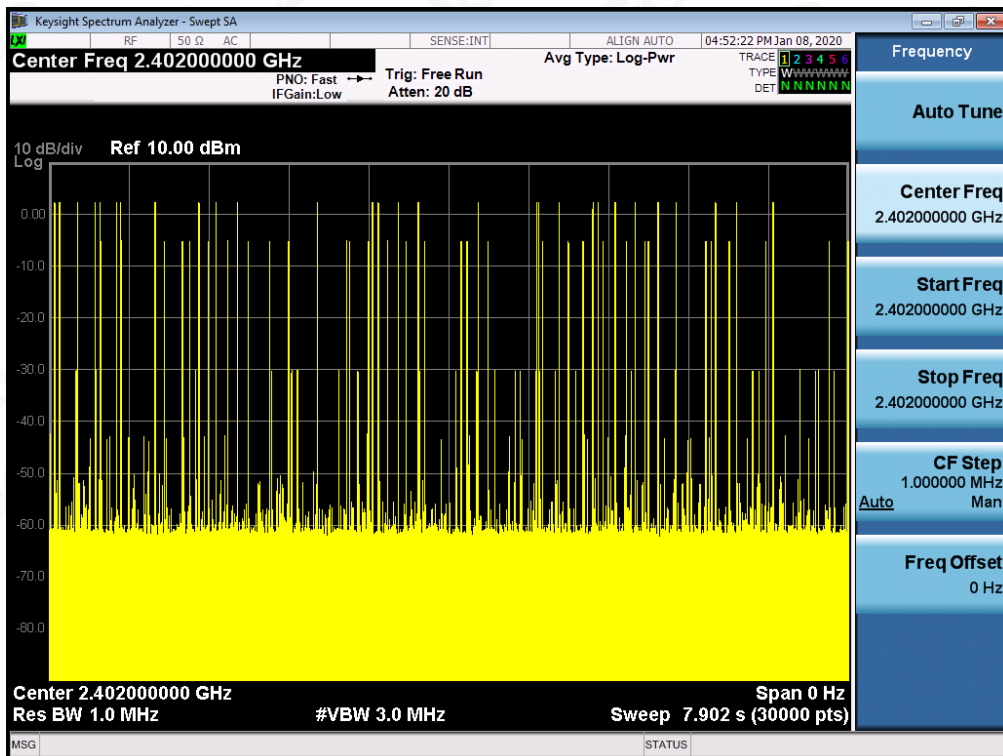 Keysight Spectrum Analyzer - Swept SA
LXI RF 50 Ω AC SENSE:INT ALIGN AUTO 04:52:22 PM Jan 08, 2020
Center Freq 2.402000000 GHz
PNO: Fast
IFGain:Low
Trig: Free Run
Atten: 20 dB
Avg Type: Log-Pwr
TRACE 1 2 3 4 5 6
TYPE W
DET N N N N N N
10 dB/div Ref 10.00 dBm
Log
0.00
-10.0
-20.0
-30.0
-40.0
-50.0
-60.0
-70.0
-80.0
Center 2.402000000 GHz Span 0 Hz
Res BW 1.0 MHz #VBW 3.0 MHz Sweep 7.902 s (30000 pts)
MSG STATUS
Frequency
Auto Tune
Center Freq
2.402000000 GHz
Start Freq
2.402000000 GHz
Stop Freq
2.402000000 GHz
CF Step
1.000000 MHz
Auto Man
Freq Offset
0 Hz